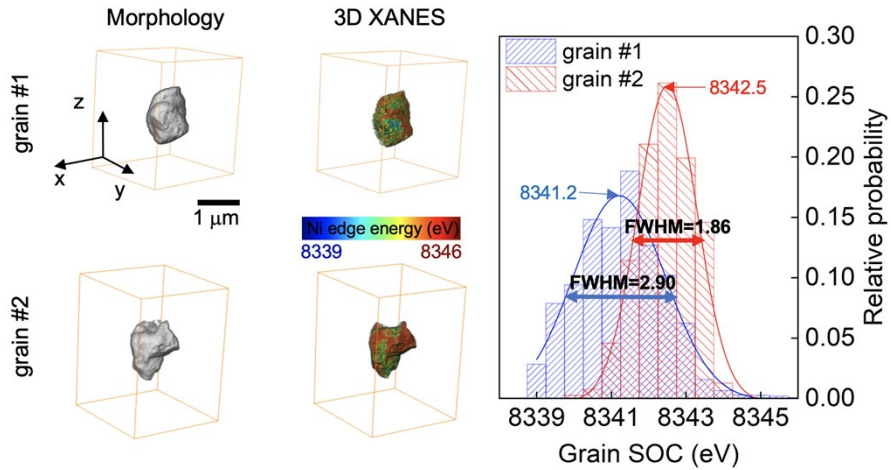 Morphology
3D XANES
grain #1
z
x
y
1 μm
Ni edge energy (eV)
8339
8346
grain #2
grain #1
grain #2
8342.5
8341.2
FWHM=1.86
FWHM=2.90
0.30
0.25
0.20
0.15
0.10
0.05
0.00
Relative probability
8339
8341
8343
8345
Grain SOC (eV)